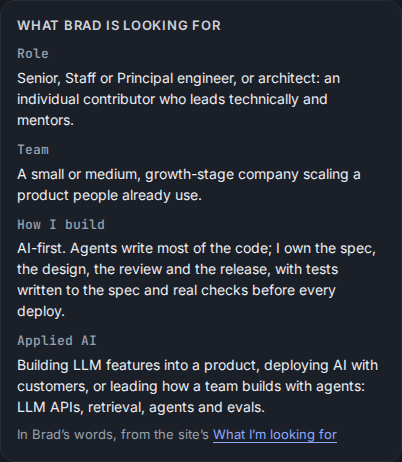 WHAT BRAD IS LOOKING FOR
Role
Senior, Staff or Principal engineer, or architect: an
individual contributor who leads technically and
mentors.
Team
A small or medium, growth-stage company scaling a
product people already use.
How I build
AI-first. Agents write most of the code; I own the spec,
the design, the review and the release, with tests
written to the spec and real checks before every
deploy.
Applied AI
Building LLM features into a product, deploying AI with
customers, or leading how a team builds with agents:
LLM APIs, retrieval, agents and evals.
In Brad’s words, from the site’s What I’m looking for